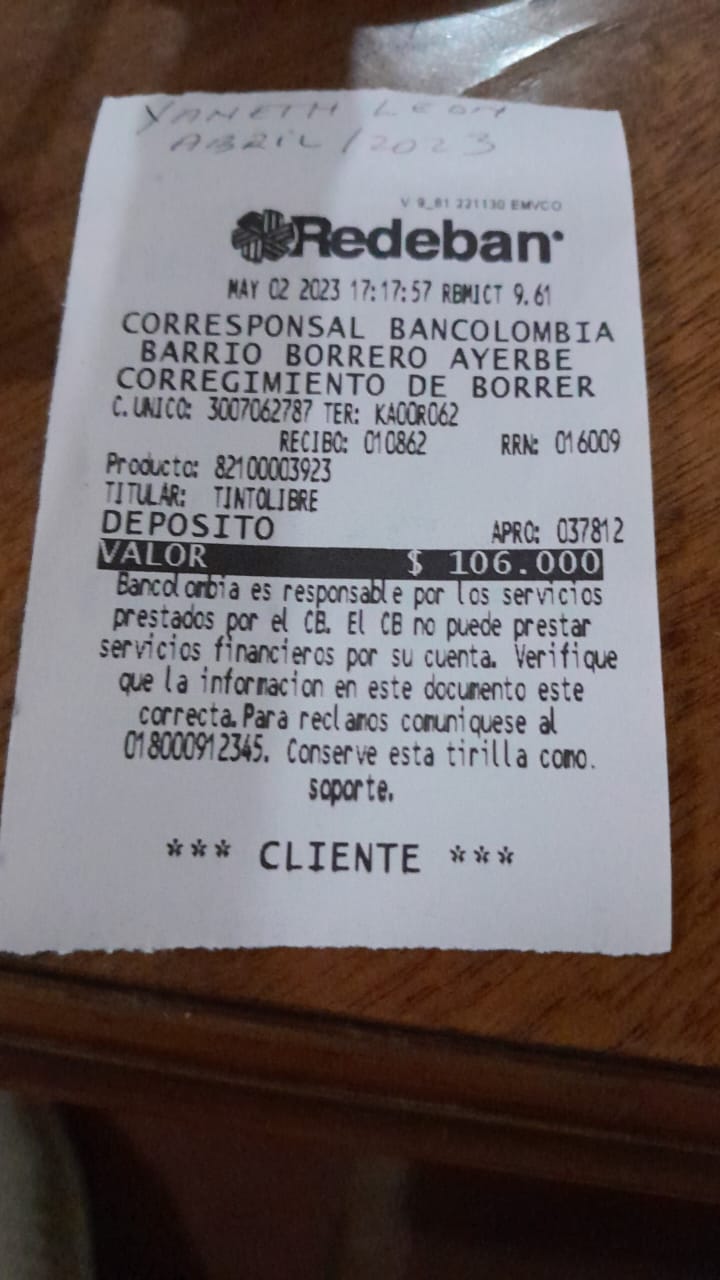 YANETH LEON
ABRIL/2023
V 9_81 221130 EMVCO
Redeban
MAY 02 2023 17:17:57 RBMICT 9.61
CORRESPONSAL BANCOLOMBIA
BARRIO BORRERO AYERBE
CORREGIMIENTO DE BORRER
C.UNICO: 3007062787 TER: KA00R062
RECIBO: 010862 RRN: 016009
Producto: 82100003923
TITULAR: TINTOLIBRE
DEPOSITO APRO: 037812
VALOR $ 106.000
Bancolombia es responsable por los servicios
prestados por el CB. El CB no puede prestar
servicios financieros por su cuenta. Verifique
que la informacion en este documento este
correcta.Para reclamos comuniquese al
018000912345. Conserve esta tirilla como.
soporte.
*** CLIENTE ***